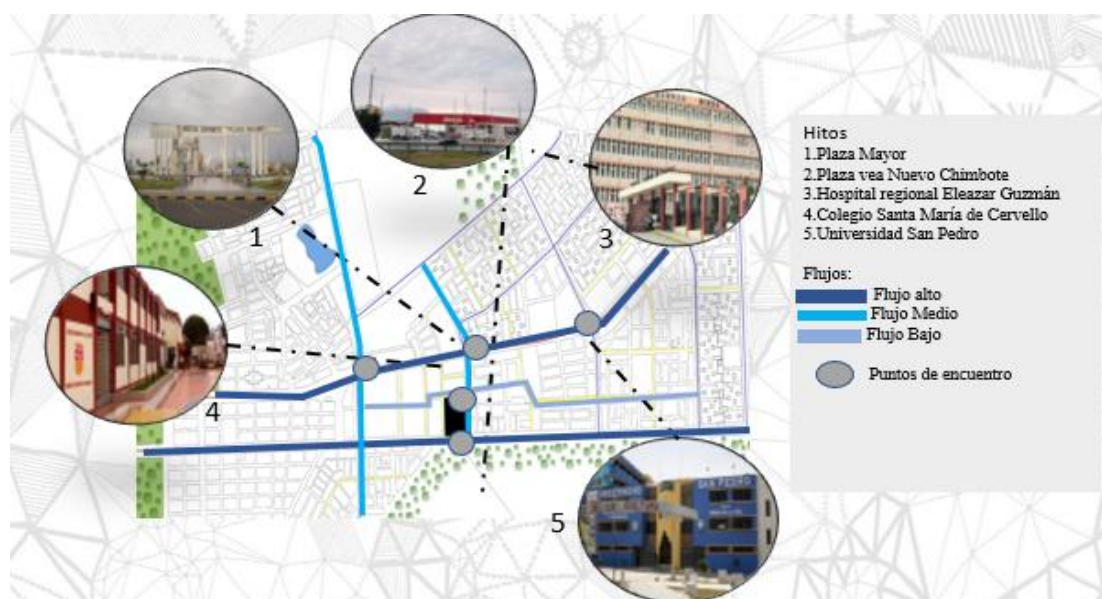 Hitos
1.Plaza Mayor
2.Plaza vea Nuevo Chimbote
3.Hospital regional Eleazar Guzmán
4.Colegio Santa María de Cervello
5.Universidad San Pedro
Flujos:
Flujo alto
Flujo Medio
Flujo Bajo
Puntos de encuentro
1
2
3
4
5
SAN PEDRO